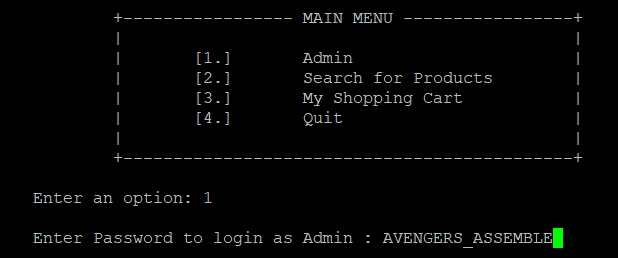 +----------------- MAIN MENU -----------------+
| |
| [1.] Admin |
| [2.] Search for Products |
| [3.] My Shopping Cart |
| [4.] Quit |
| |
+---------------------------------------------+
Enter an option: 1
Enter Password to login as Admin : AVENGERS_ASSEMBLE